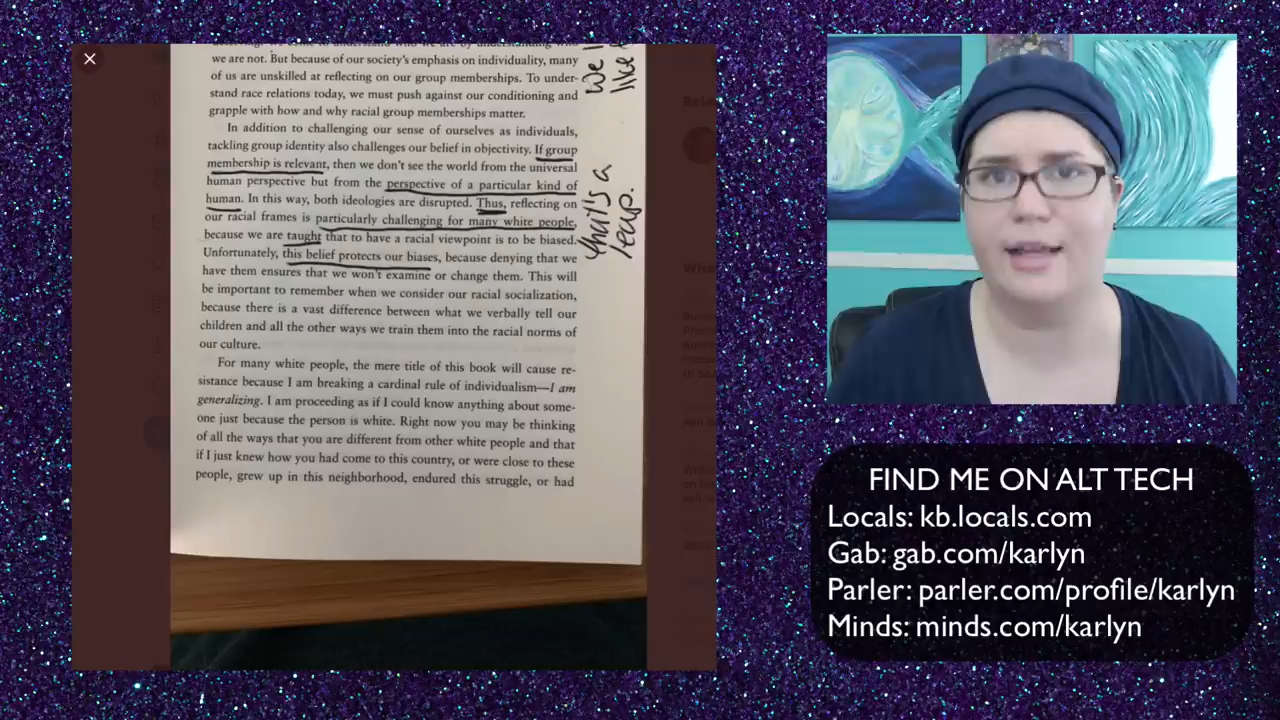 we are not. But because of our society's emphasis on individuality, many
of us are unskilled at reflecting on our group memberships. To under-
stand race relations today, we must push against our conditioning and
grapple with how and why racial group memberships matter.
In addition to challenging our sense of ourselves as individuals,
tackling group identity also challenges our belief in objectivity. If group
membership is relevant, then we don't see the world from the universal
human perspective but from the perspective of a particular kind of
human. In this way, both ideologies are disrupted. Thus, reflecting on
our racial frames is particularly challenging for many white people,
because we are taught that to have a racial viewpoint is to be biased.
Unfortunately, this belief protects our biases, because denying that we
have them ensures that we won't examine or change them. This will
be important to remember when we consider our racial socialization,
because there is a vast difference between what we verbally tell our
children and all the other ways we train them into the racial norms of
our culture.
For many white people, the mere title of this book will cause re-
sistance because I am breaking a cardinal rule of individualism—I am
generalizing. I am proceeding as if I could know anything about some-
one just because the person is white. Right now you may be thinking
of all the ways that you are different from other white people and that
if I just knew how you had come to this country, or were close to these
people, grew up in this neighborhood, endured this struggle, or had
that's a
leap.
FIND ME ON ALT TECH
Locals: kb.locals.com
Gab: gab.com/karlyn
Parler: parler.com/profile/karlyn
Minds: minds.com/karlyn